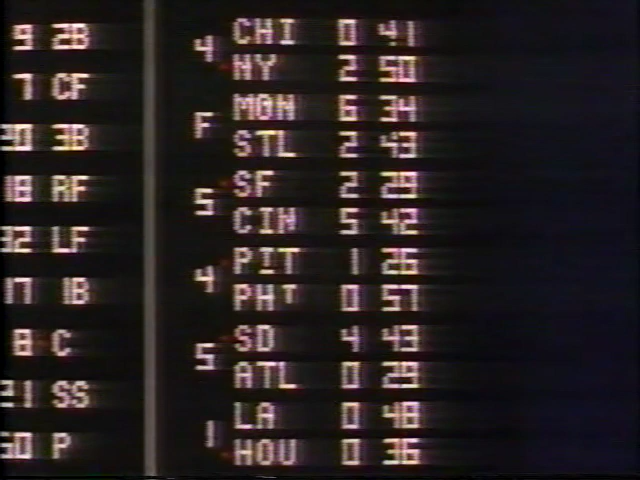 9 2B
7 CF
20 3B
18 RF
32 LF
17 1B
8 C
21 SS
50 P
4 CHI 0 41
NY 2 50
F MON 6 34
STL 2 43
5 SF 2 29
CIN 5 42
4 PIT 1 26
PHI 0 57
5 SD 4 43
ATL 0 29
1 LA 0 48
HOU 0 36